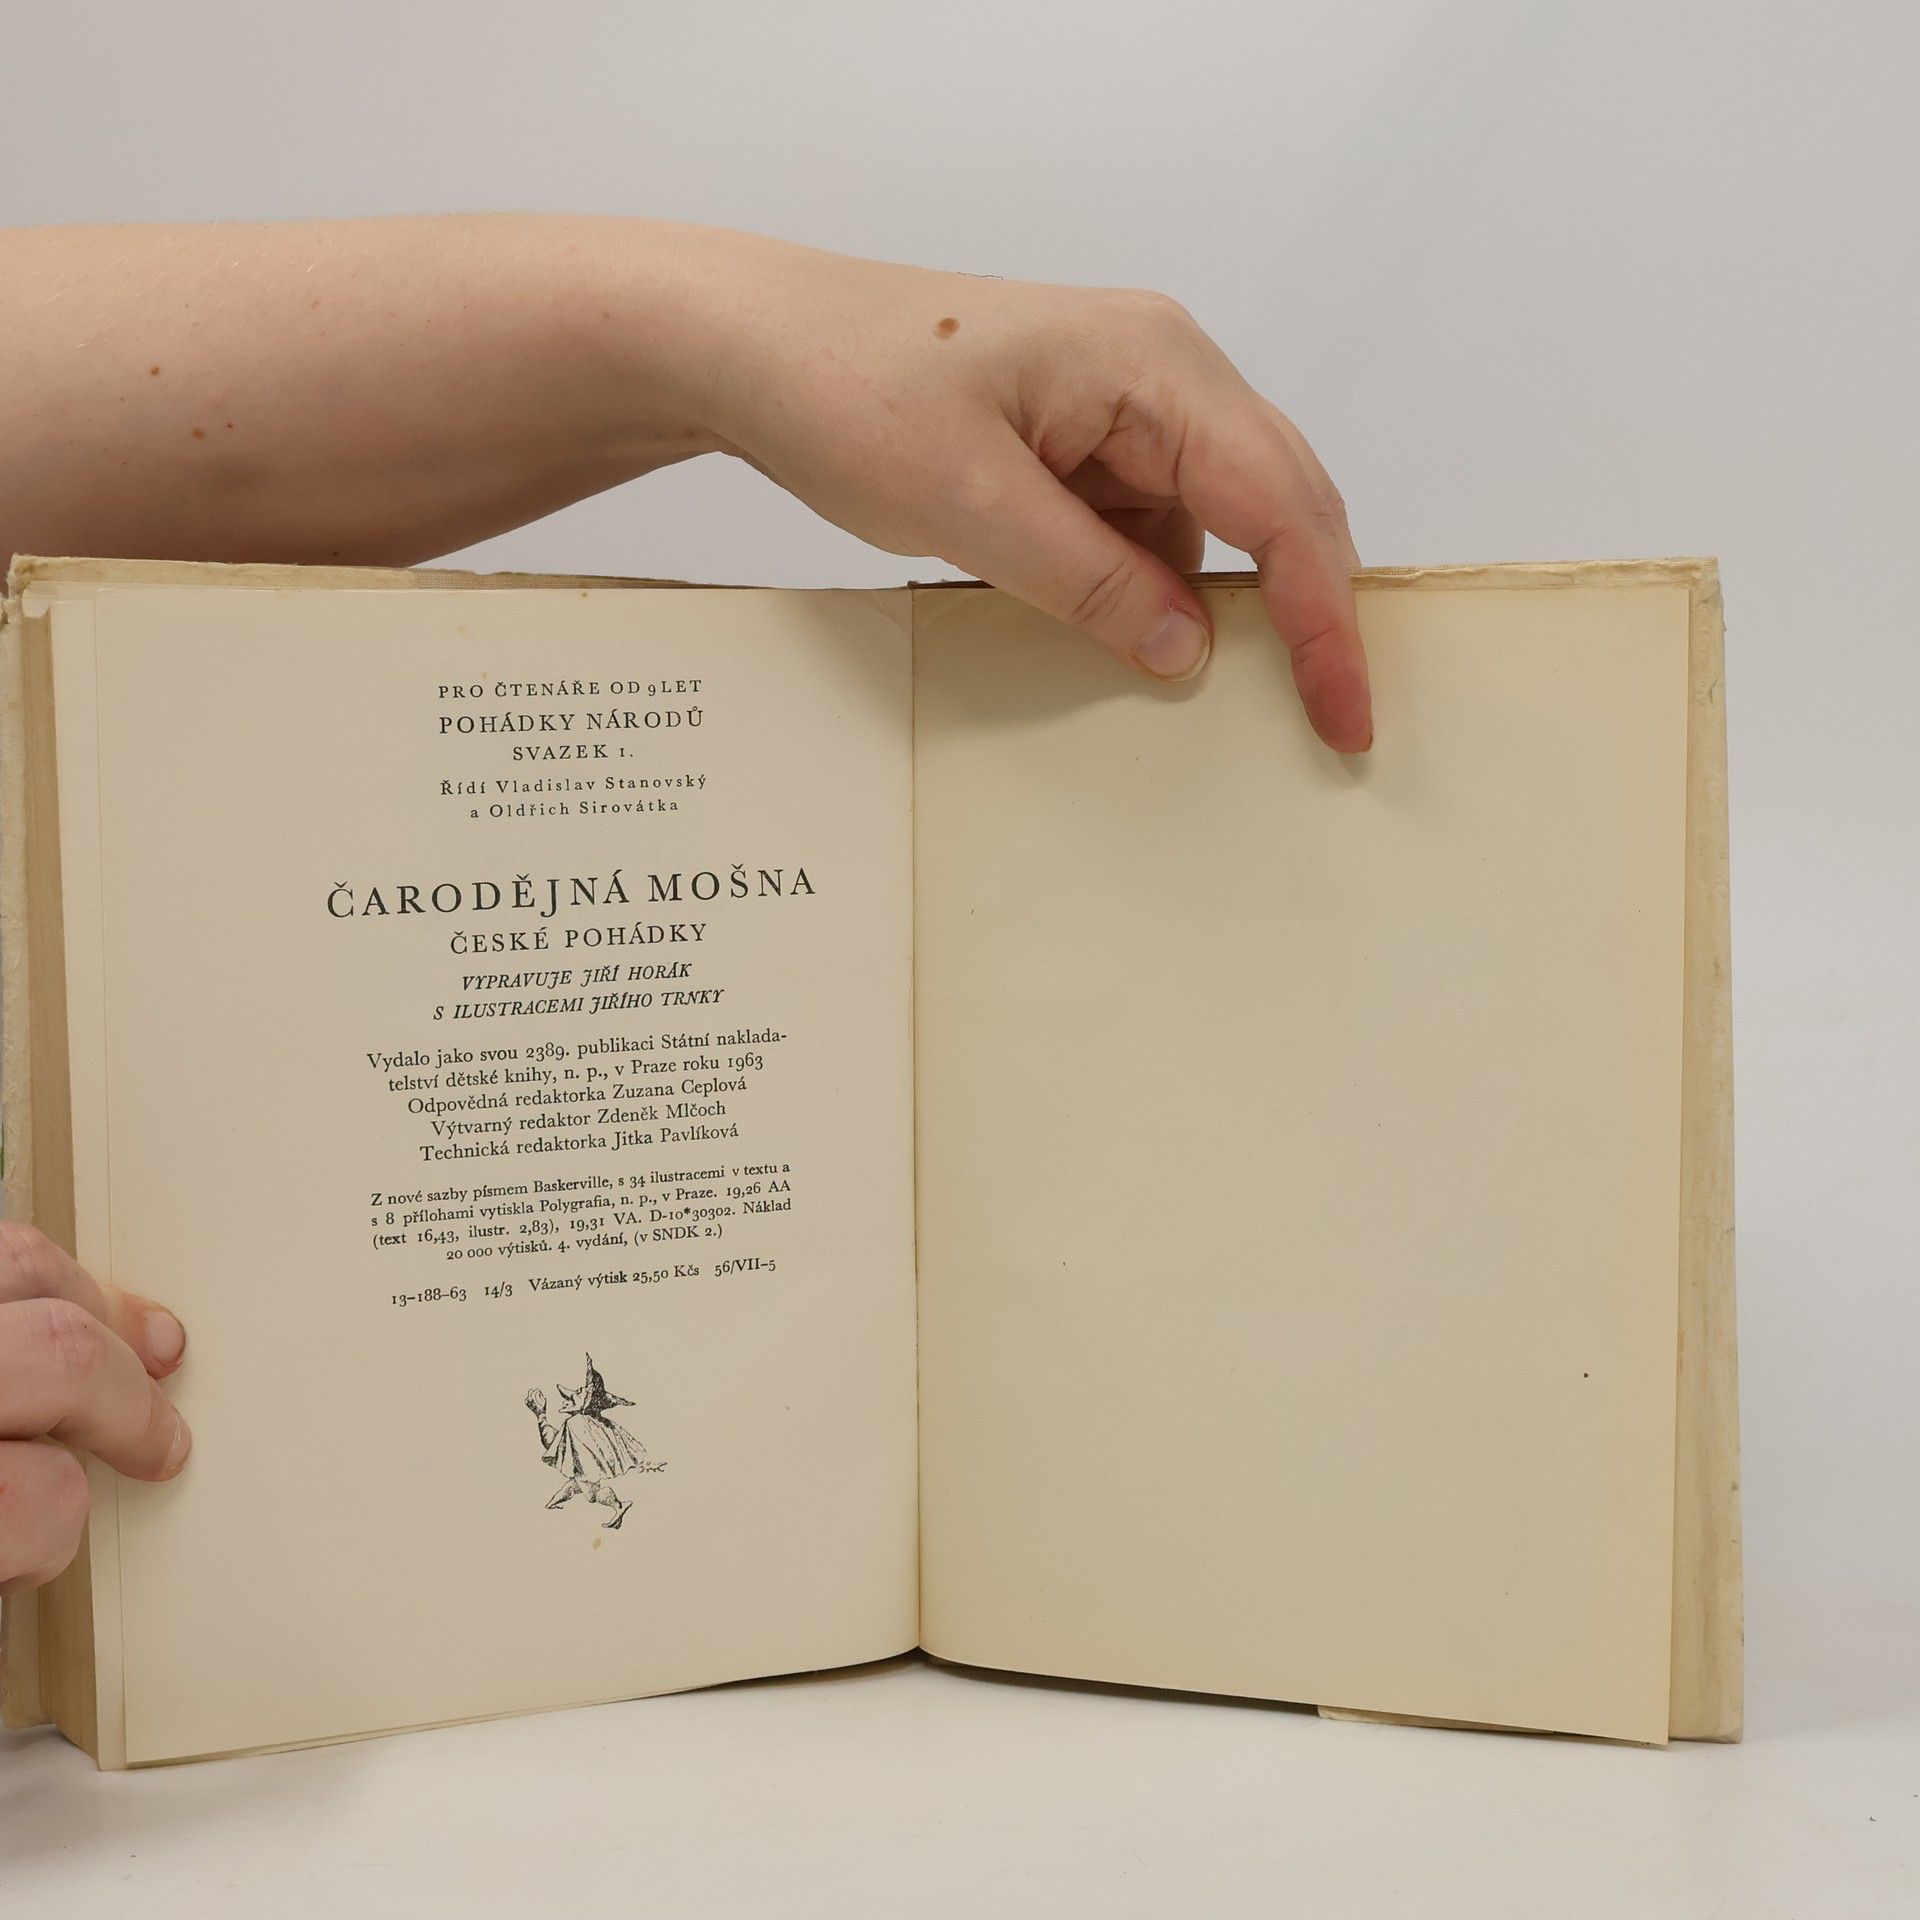 PRO ČTENÁŘE OD 9 LET
POHÁDKY NÁRODŮ
SVAZEK 1.
Řídí Vladislav Stanovský
a Oldřich Sirovátka
ČARODĚJNÁ MOŠNA
ČESKÉ POHÁDKY
VYPRAVUJE JIŘÍ HORÁK
S ILUSTRACEMI JIŘÍHO TRNKY
Vydalo jako svou 2389. publikaci Státní naklada-
telství dětské knihy, n. p., v Praze roku 1963
Odpovědná redaktorka Zuzana Ceplová
Výtvarný redaktor Zdeněk Mlčoch
Technická redaktorka Jitka Pavlíková
Z nové sazby písmem Baskerville, s 34 ilustracemi v textu a
s 8 přílohami vytiskla Polygrafia, n. p., v Praze. 19,26 AA
(text 16,43, ilustr. 2,83), 19,31 VA. D-10*30302. Náklad
20 000 výtisků. 4. vydání, (v SNDK 2.)
13–188–63 14/3 Vázaný výtisk 25,50 Kčs 56/VII–5